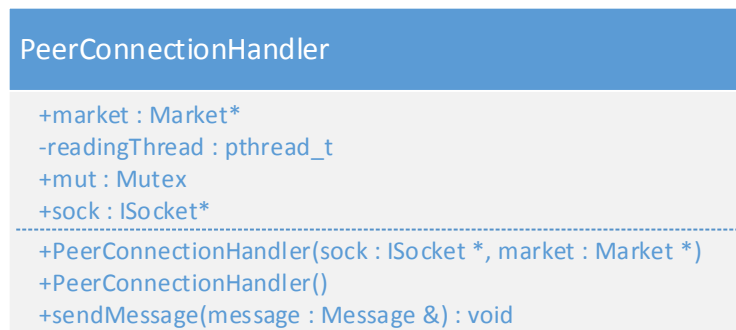 PeerConnectionHandler
+market : Market*
-readingThread : pthread_t
+mut : Mutex
+sock : ISocket*
+PeerConnectionHandler(sock : ISocket *, market : Market *)
+PeerConnectionHandler()
+sendMessage(message : Message &) : void